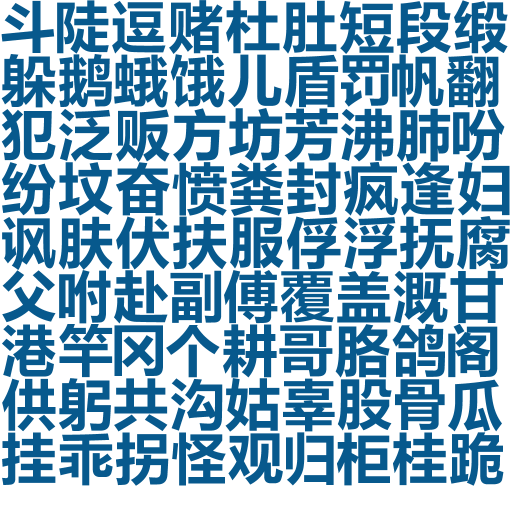 斗陡逗赌杜肚短段缎
躲鹅蛾饿儿盾罚帆翻
犯泛贩方坊芳沸肺吩
纷坟奋愤粪封疯逢妇
讽肤伏扶服俘浮抚腐
父咐赴副傅覆盖溉甘
港竿冈个耕哥胳鸽阁
供躬共沟姑辜股骨瓜
挂乖拐怪观归柜桂跪